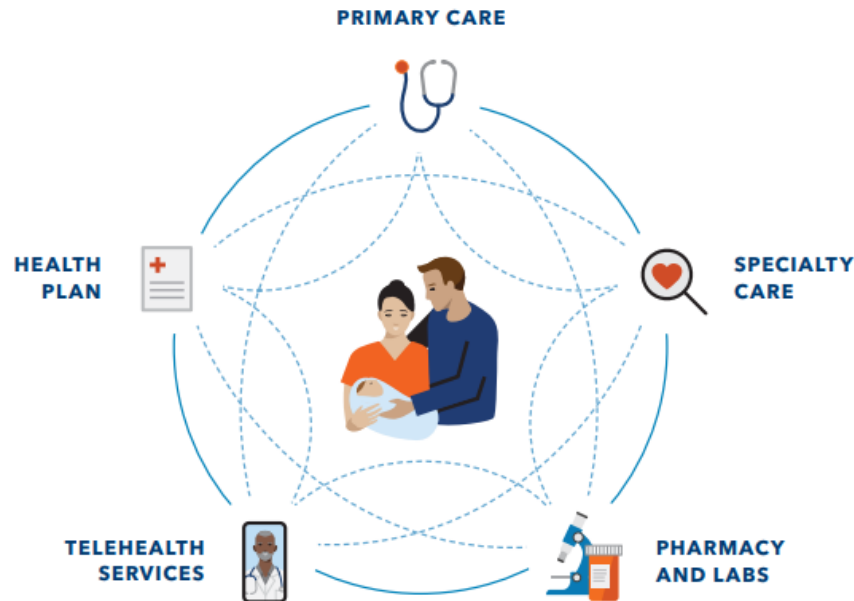 PRIMARY CARE
HEALTH
PLAN
SPECIALTY
CARE
TELEHEALTH
SERVICES
PHARMACY
AND LABS